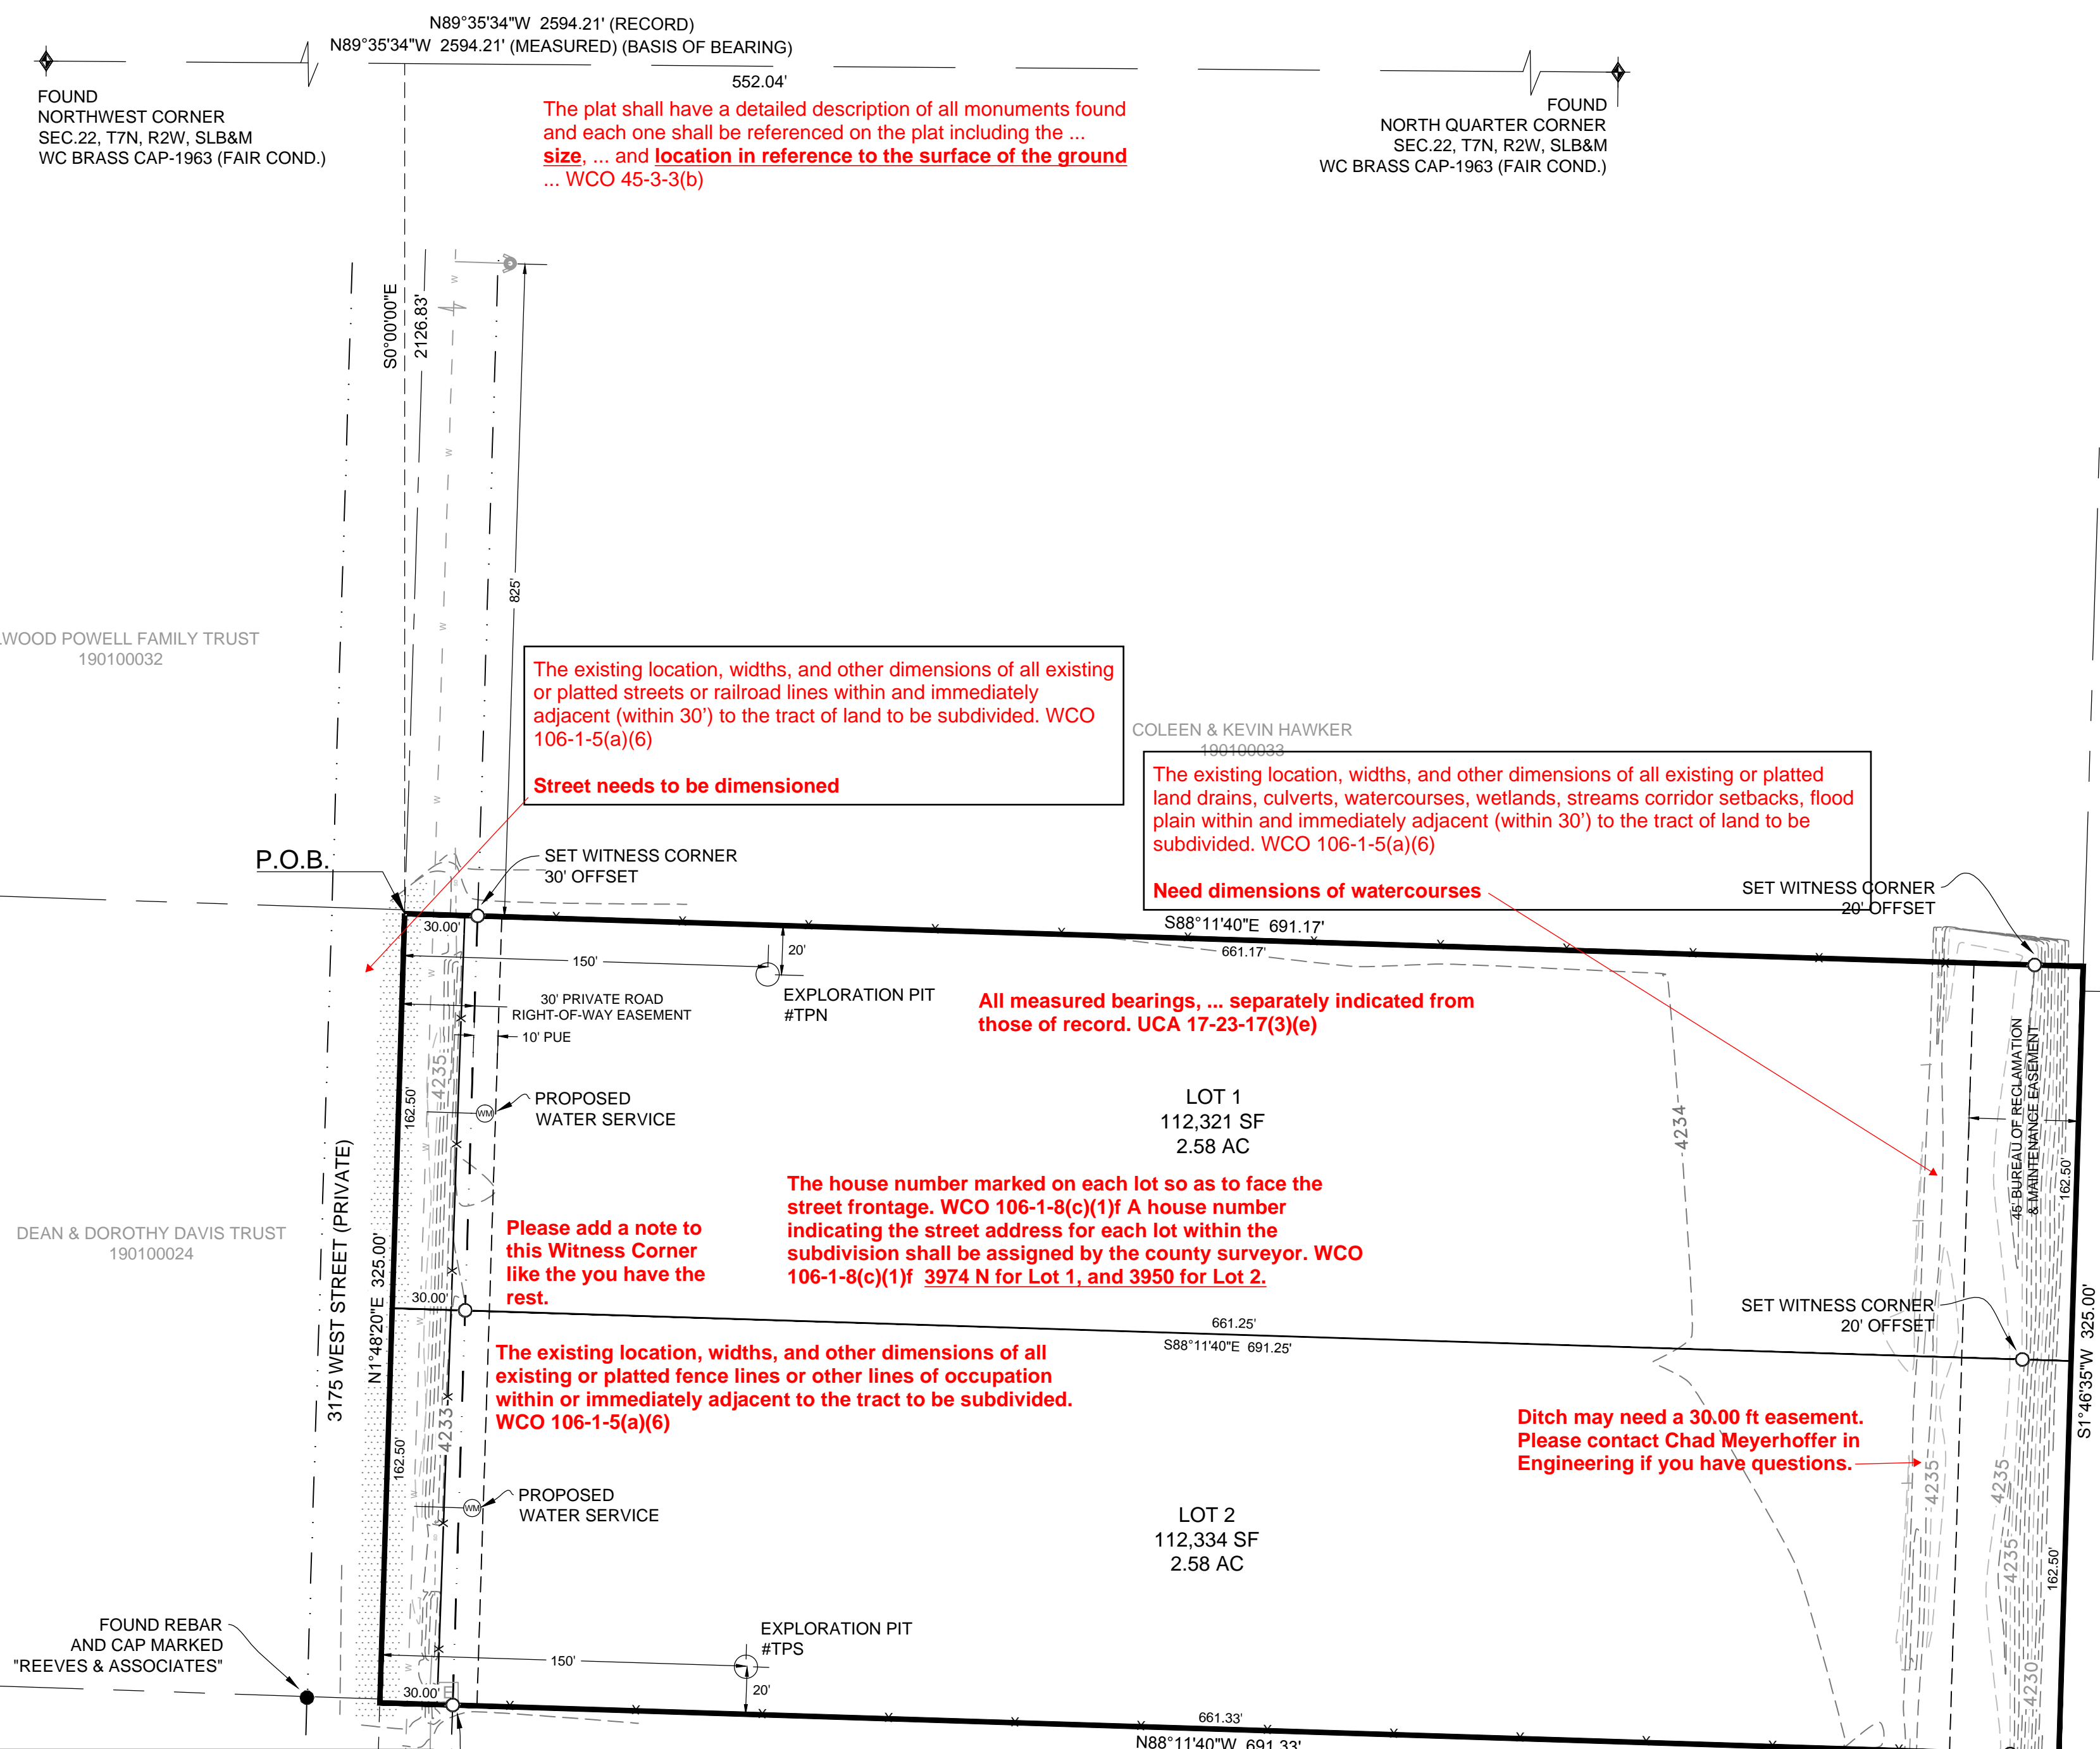 N89°35'34"W 2594.21' (RECORD)
N89°35'34"W 2594.21' (MEASURED) (BASIS OF BEARING)
552.04'
FOUND
NORTHWEST CORNER
SEC.22, T7N, R2W, SLB&M
WC BRASS CAP-1963 (FAIR COND.)
The plat shall have a detailed description of all monuments found
and each one shall be referenced on the plat including the ...
size, ... and location in reference to the surface of the ground
... WCO 45-3-3(b)
FOUND
NORTH QUARTER CORNER
SEC.22, T7N, R2W, SLB&M
WC BRASS CAP-1963 (FAIR COND.)
S0°00'00"E
2126.83'
W
W
825'
WOOD POWELL FAMILY TRUST
190100032
W
W
The existing location, widths, and other dimensions of all existing
or platted streets or railroad lines within and immediately
adjacent (within 30') to the tract of land to be subdivided. WCO
106-1-5(a)(6)
Street needs to be dimensioned
COLEEN & KEVIN HAWKER
190100033
The existing location, widths, and other dimensions of all existing or platted
land drains, culverts, watercourses, wetlands, streams corridor setbacks, flood
plain within and immediately adjacent (within 30') to the tract of land to be
subdivided. WCO 106-1-5(a)(6)
Need dimensions of watercourses
P.O.B.
SET WITNESS CORNER
30' OFFSET
SET WITNESS CORNER
20' OFFSET
30.00'
S88°11'40"E 691.17'
661.17'
150'
20'
EXPLORATION PIT
#TPN
30' PRIVATE ROAD
RIGHT-OF-WAY EASEMENT
10' PUE
All measured bearings, ... separately indicated from
those of record. UCA 17-23-17(3)(e)
4235
162.50'
WM
PROPOSED
WATER SERVICE
LOT 1
112,321 SF
2.58 AC
4234
45' BUREAU OF RECLAMATION
& MAINTENANCE EASEMENT
162.50'
The house number marked on each lot so as to face the
street frontage. WCO 106-1-8(c)(1)f A house number
indicating the street address for each lot within the
subdivision shall be assigned by the county surveyor. WCO
106-1-8(c)(1)f 3974 N for Lot 1, and 3950 for Lot 2.
Please add a note to
this Witness Corner
like the you have the
rest.
DEAN & DOROTHY DAVIS TRUST
190100024
3175 WEST STREET (PRIVATE)
N1°48'20"E 325.00'
30.00'
661.25'
S88°11'40"E 691.25'
SET WITNESS CORNER
20' OFFSET
S1°46'35"W 325.00'
The existing location, widths, and other dimensions of all
existing or platted fence lines or other lines of occupation
within or immediately adjacent to the tract to be subdivided.
WCO 106-1-5(a)(6)
4233
162.50'
Ditch may need a 30.00 ft easement.
Please contact Chad Meyerhoffer in
Engineering if you have questions.
4235
4235
4235
162.50'
WM
PROPOSED
WATER SERVICE
LOT 2
112,334 SF
2.58 AC
FOUND REBAR
AND CAP MARKED
"REEVES & ASSOCIATES"
EXPLORATION PIT
#TPS
150'
20'
4230
30.00'
661.33'
N88°11'40"W 691.33'